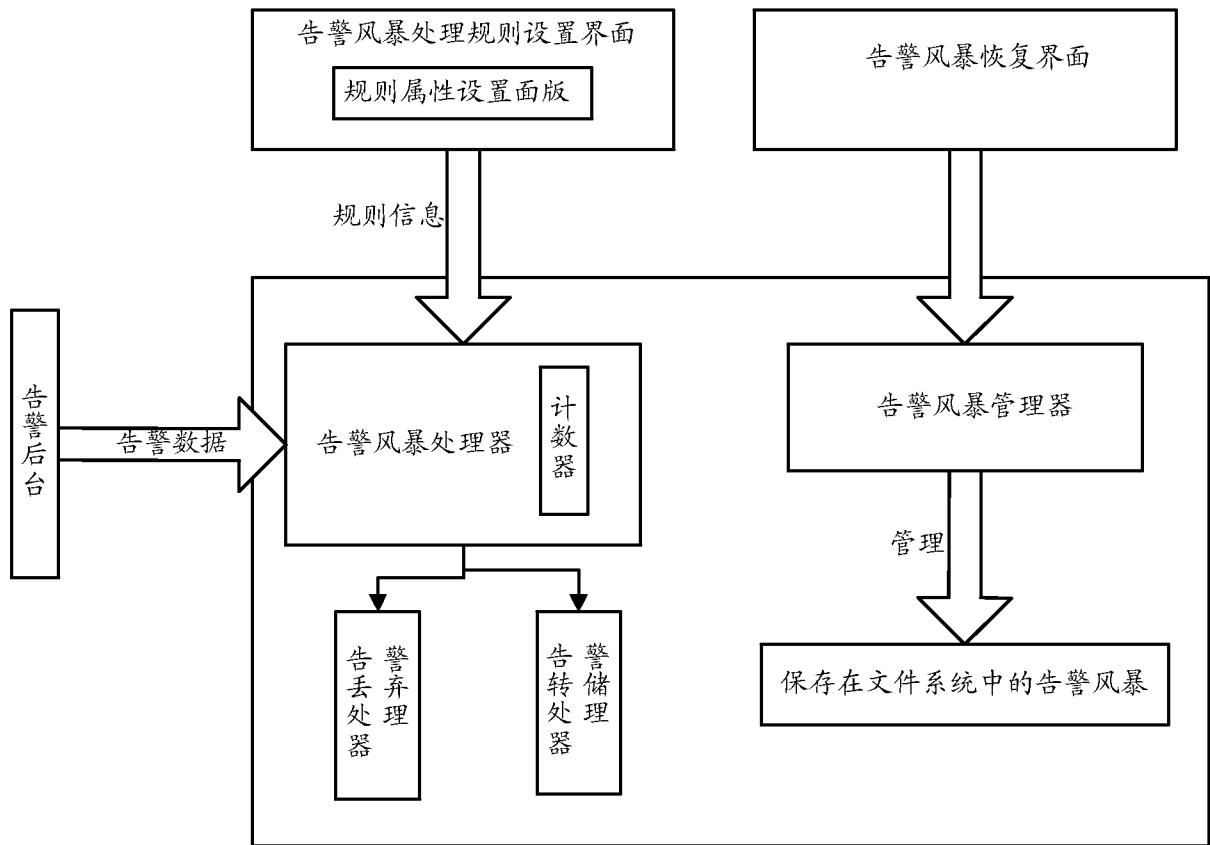 告警风暴处理规则设置界面
规则属性设置面版
告警风暴恢复界面
规则信息
告警后台
告警数据
告警风暴处理器
计数器
告警风暴管理器
管理
告警
丢弃
处理
器
告警
转储
处理
器
保存在文件系统中的告警风暴